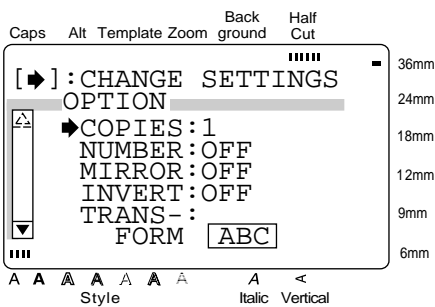 Caps Alt Template Zoom Back ground Half Cut
[➡]:CHANGE SETTINGS
OPTION
➡COPIES:1
NUMBER:OFF
MIRROR:OFF
INVERT:OFF
TRANS-:
FORM ABC
36mm
24mm
18mm
12mm
9mm
6mm
A A A A A A A A A
Style Italic Vertical